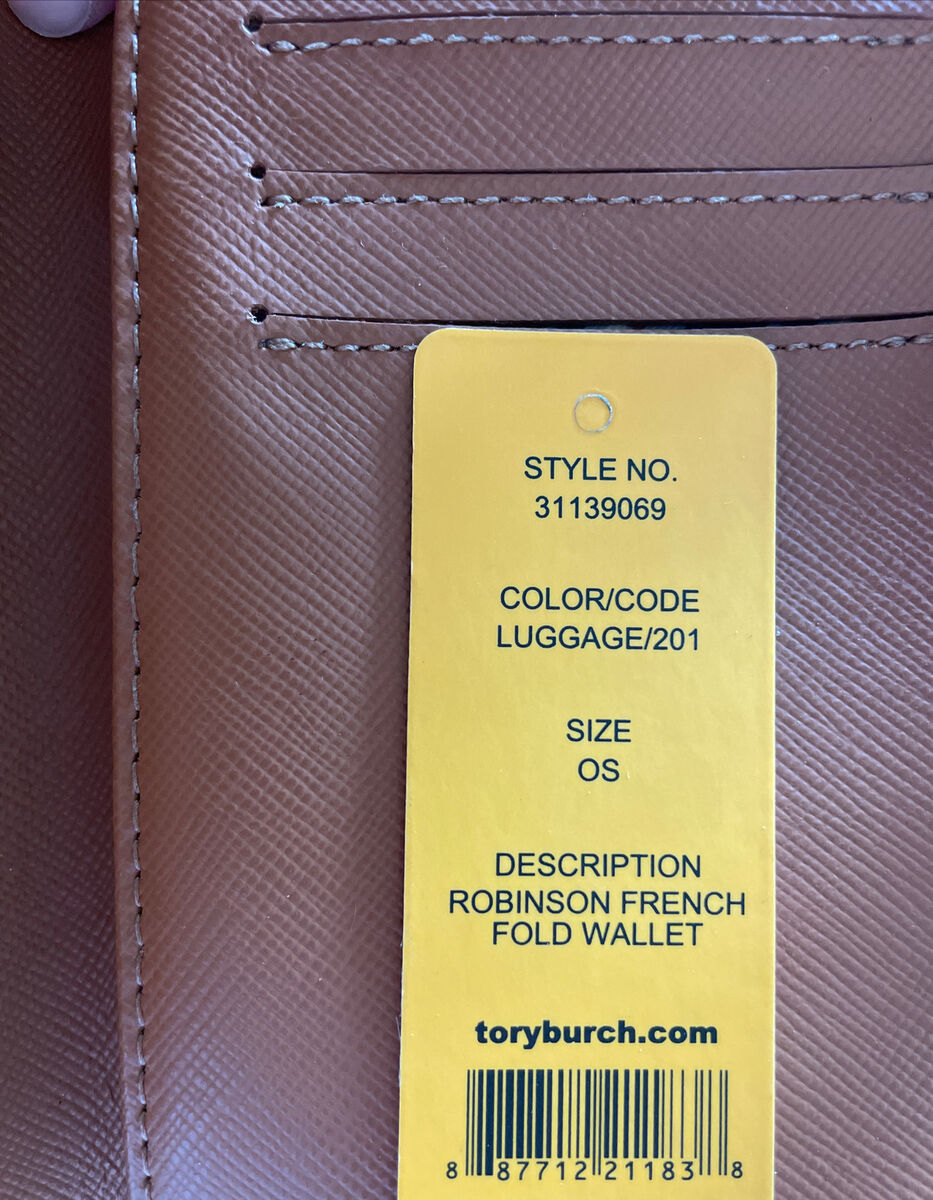 STYLE NO.
31139069
COLOR/CODE
LUGGAGE/201
SIZE
OS
DESCRIPTION
ROBINSON FRENCH
FOLD WALLET
toryburch.com
8 87712 21183 8